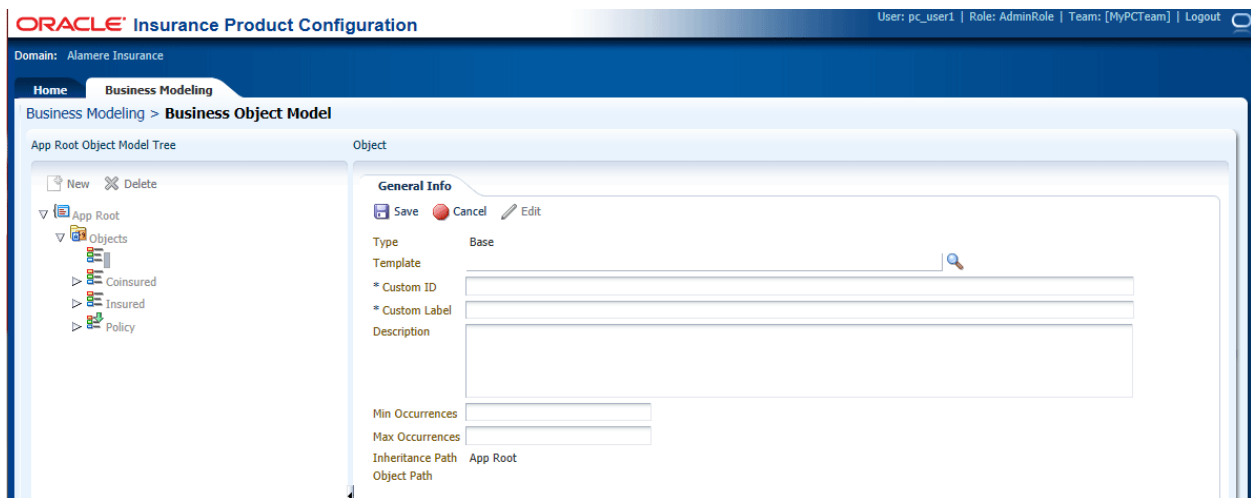 ORACLE Insurance Product Configuration
User: pc_user1 | Role: AdminRole | Team: [MyPCTeam] | Logout
Domain: Alamere Insurance
Home Business Modeling
Business Modeling > Business Object Model
App Root Object Model Tree
Object
New Delete
App Root
Objects
Coinsured
Insured
Policy
General Info
Save Cancel Edit
Type Base
Template
* Custom ID
* Custom Label
Description
Min Occurrences
Max Occurrences
Inheritance Path App Root
Object Path